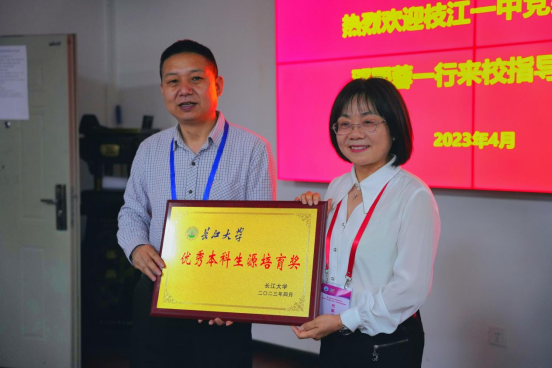 热烈欢迎枝江一中竞
一行来校指导
2023年4月
长江大学
优秀本科生源培育奖
长江大学
二〇二三年四月